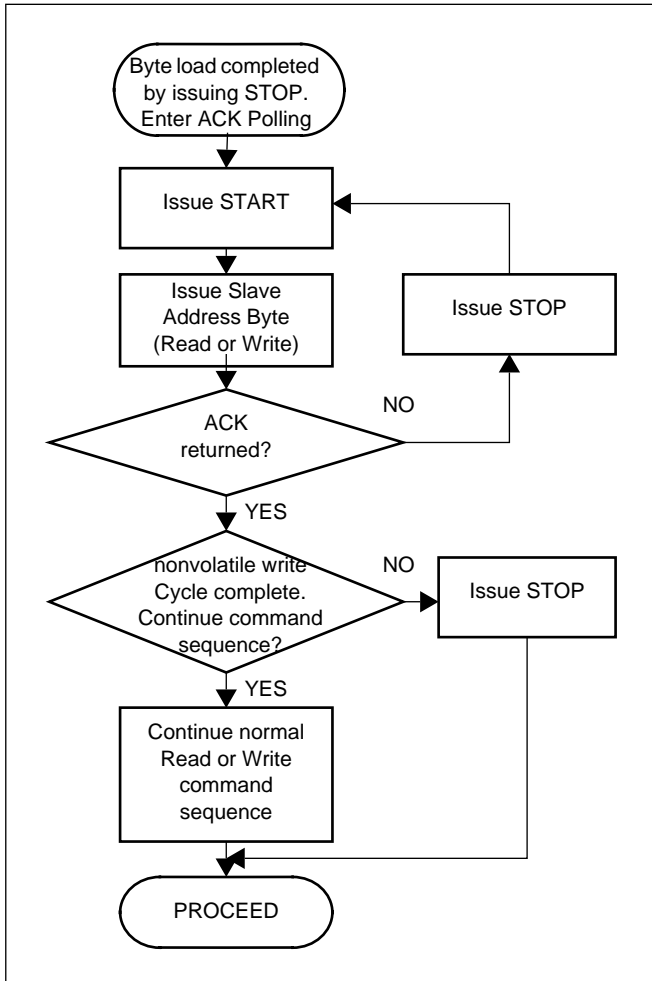 Byte load completed
by issuing STOP.
Enter ACK Polling
Issue START
Issue Slave
Address Byte
(Read or Write)
Issue STOP
ACK
returned?
NO
YES
nonvolatile write
Cycle complete.
Continue command
sequence?
NO
Issue STOP
YES
Continue normal
Read or Write
command
sequence
PROCEED